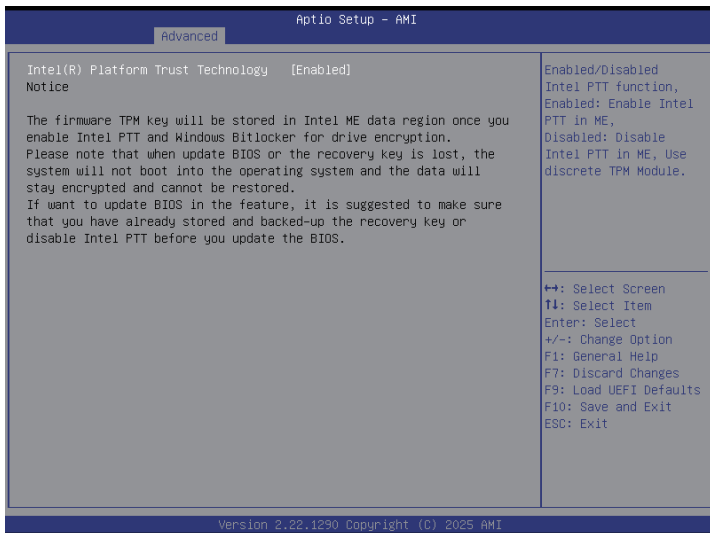 Aptio Setup – AMI
Advanced
Intel(R) Platform Trust Technology [Enabled]
Notice
The firmware TPM key will be stored in Intel ME data region once you
enable Intel PTT and Windows Bitlocker for drive encryption.
Please note that when update BIOS or the recovery key is lost, the
system will not boot into the operating system and the data will
stay encrypted and cannot be restored.
If want to update BIOS in the feature, it is suggested to make sure
that you have already stored and backed-up the recovery key or
disable Intel PTT before you update the BIOS.
Enabled/Disabled
Intel PTT function,
Enabled: Enable Intel
PTT in ME,
Disabled: Disable
Intel PTT in ME, Use
discrete TPM Module.
↔: Select Screen
↑↓: Select Item
Enter: Select
+/-: Change Option
F1: General Help
F7: Discard Changes
F9: Load UEFI Defaults
F10: Save and Exit
ESC: Exit
Version 2.22.1290 Copyright (C) 2025 AMI